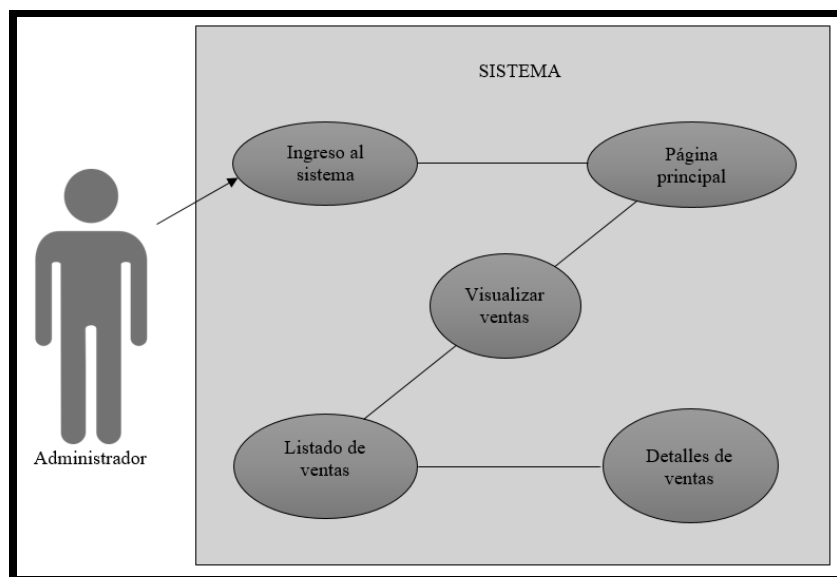 SISTEMA
Ingreso al
sistema
Página
principal
Visualizar
ventas
Listado de
ventas
Detalles de
ventas
Administrador